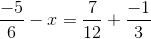 \frac{-5}{6} - x = \frac{7}{12} + \frac{-1}{3}